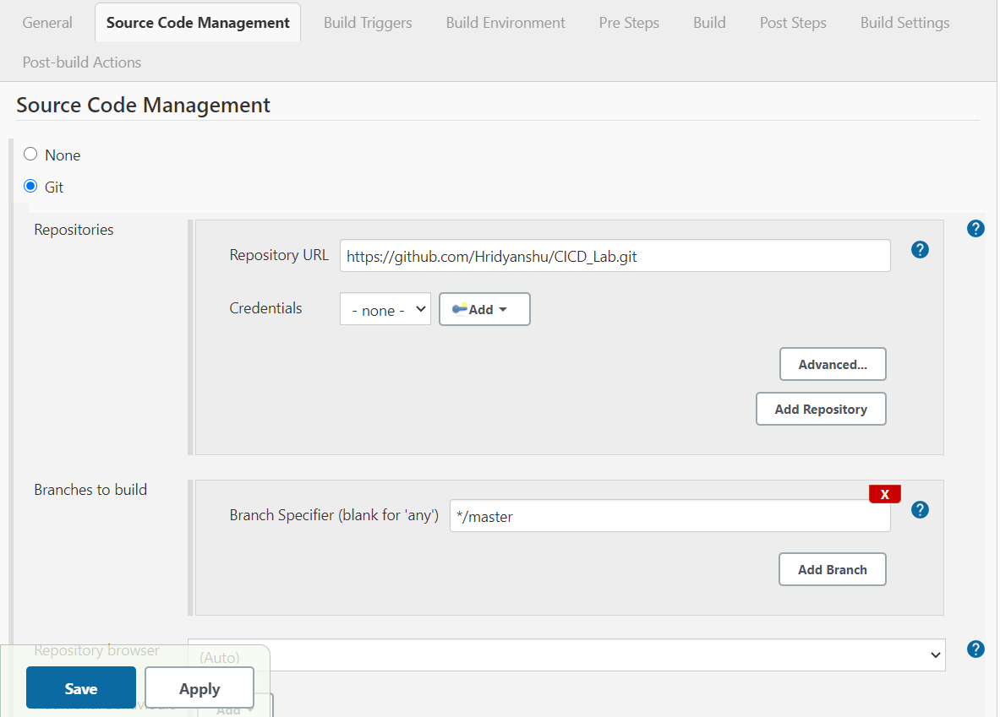 General Source Code Management Build Triggers Build Environment Pre Steps Build Post Steps Build Settings
Post-build Actions
Source Code Management
None
Git
Repositories
?
Repository URL https://github.com/Hridyanshu/CICD_Lab.git
?
Credentials - none - Add
Advanced...
Add Repository
Branches to build
X
Branch Specifier (blank for 'any') */master
?
Add Branch
Repository browser (Auto)
?
Save Apply
Add